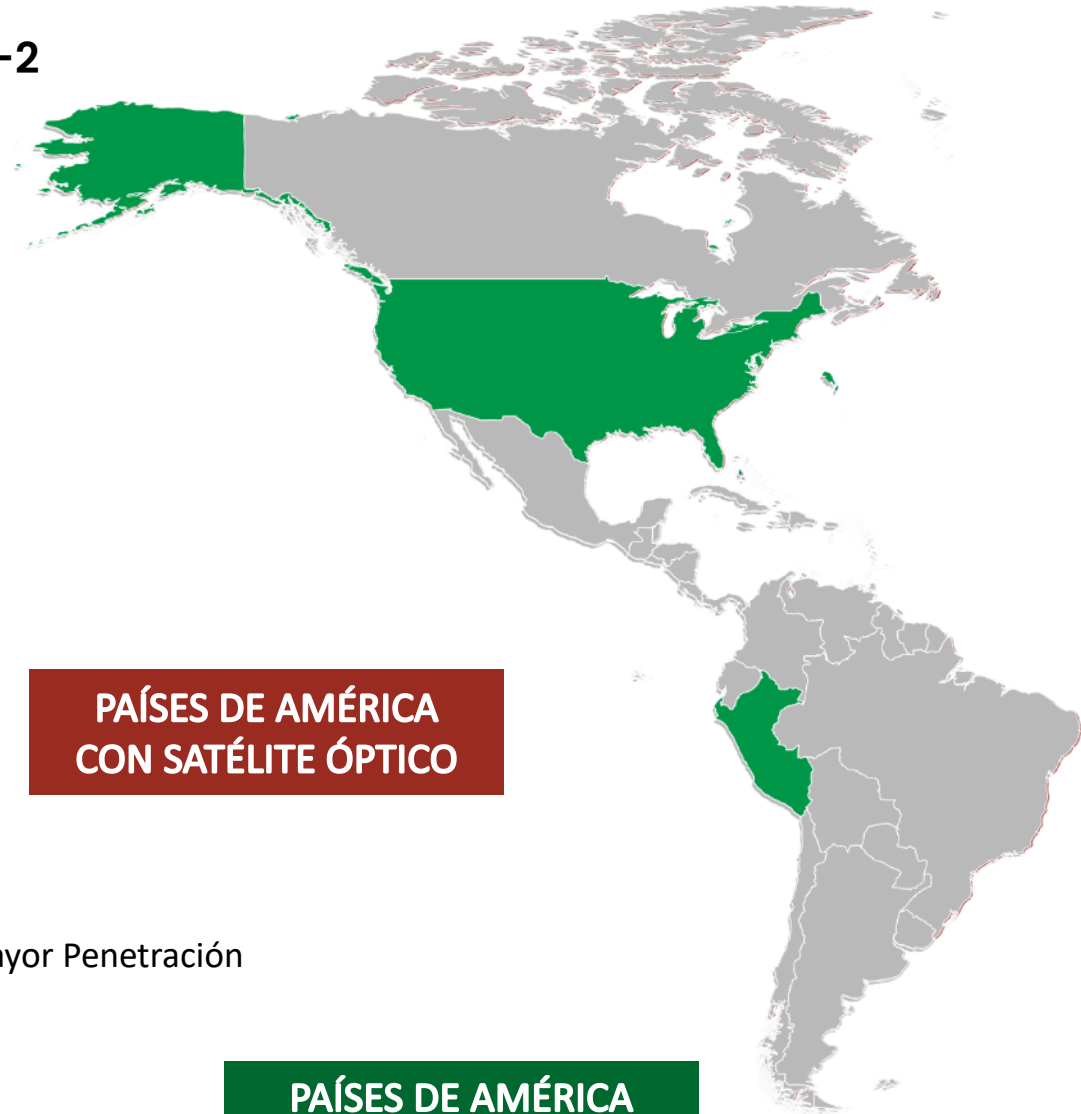 -2
PAÍSES DE AMÉRICA
CON SATÉLITE ÓPTICO
yor Penetración
PAÍSES DE AMÉRICA